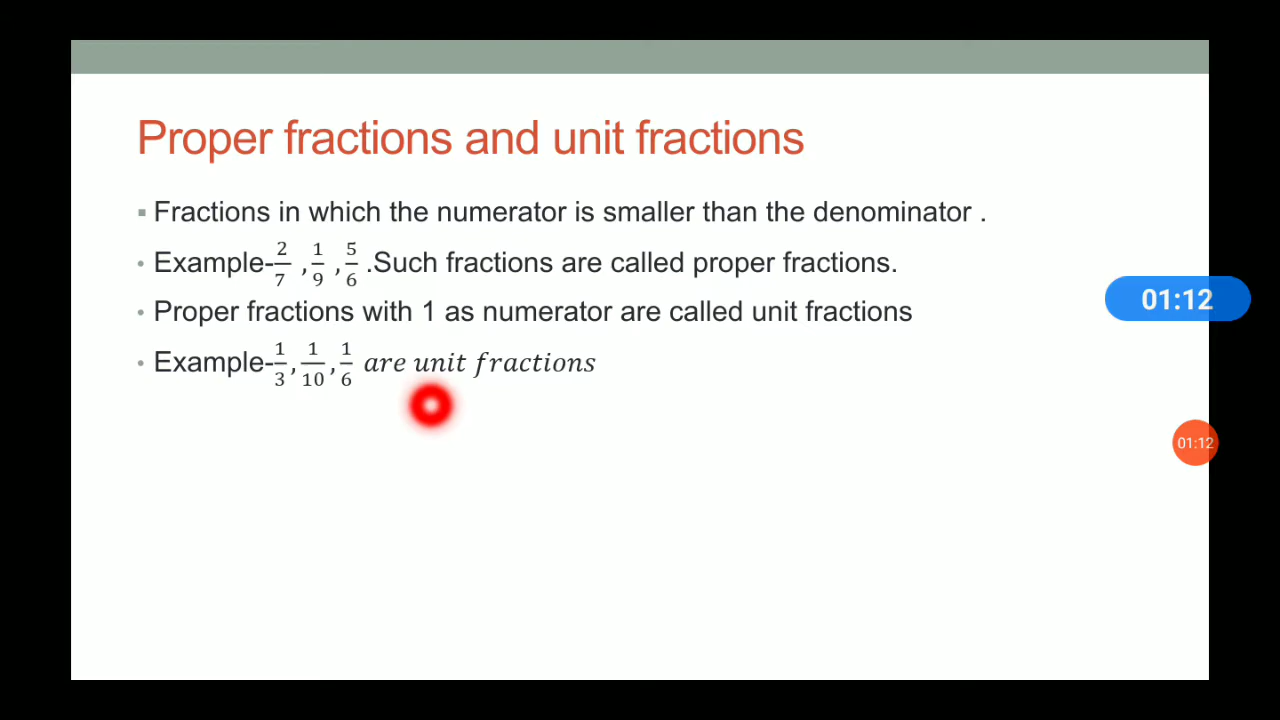 Proper fractions and unit fractions
▪ Fractions in which the numerator is smaller than the denominator .
• Example-2/7 ,1/9 ,5/6 .Such fractions are called proper fractions.
• Proper fractions with 1 as numerator are called unit fractions
• Example-1/3,1/10,1/6 are unit fractions
01:12
01:12